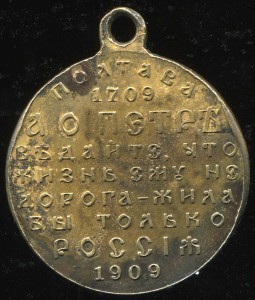 ПОЛТАВА
1709
А О ПЕТРѢ
ВѢДАЙТЕ, ЧТО
ЖИЗНЬ ЕМУ НЕ
ДОРОГА-ЖИЛА
БЫ ТОЛЬКО
РОССІЯ
1909